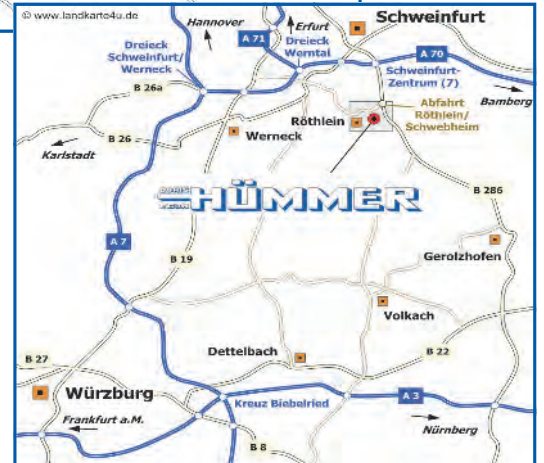 © www.landkarte4u.de
Hannover
Erfurt
Schweinfurt
A 71
Dreieck
Werntal
A 70
Dreieck
Schweinfurt/
Werneck
Schweinfurt-
Zentrum (7)
B 26a
Bamberg
Abfahrt
Röthlein/
Schwebheim
Röthlein
B 26
Werneck
Karlstadt
HÜMMER
B 286
A 7
B 19
Gerolzhofen
Volkach
Dettelbach
B 22
B 27
Würzburg
Kreuz Biebelried
A 3
Frankfurt a.M.
Nürnberg
B 8